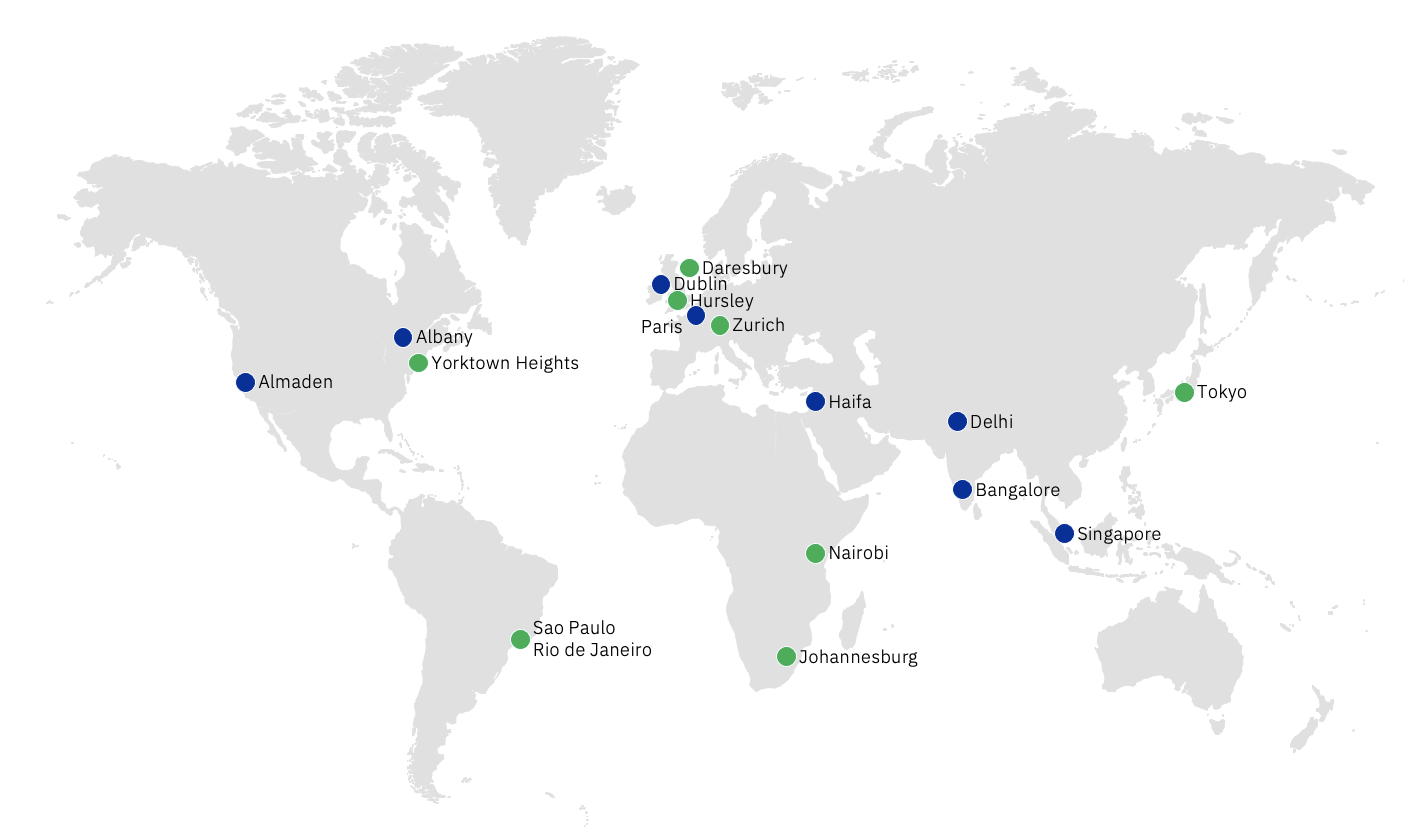 Daresbury
Dublin
Hursley
Paris
Zurich
Albany
Yorktown Heights
Almaden
Haifa
Tokyo
Delhi
Bangalore
Singapore
Nairobi
Sao Paulo
Rio de Janeiro
Johannesburg